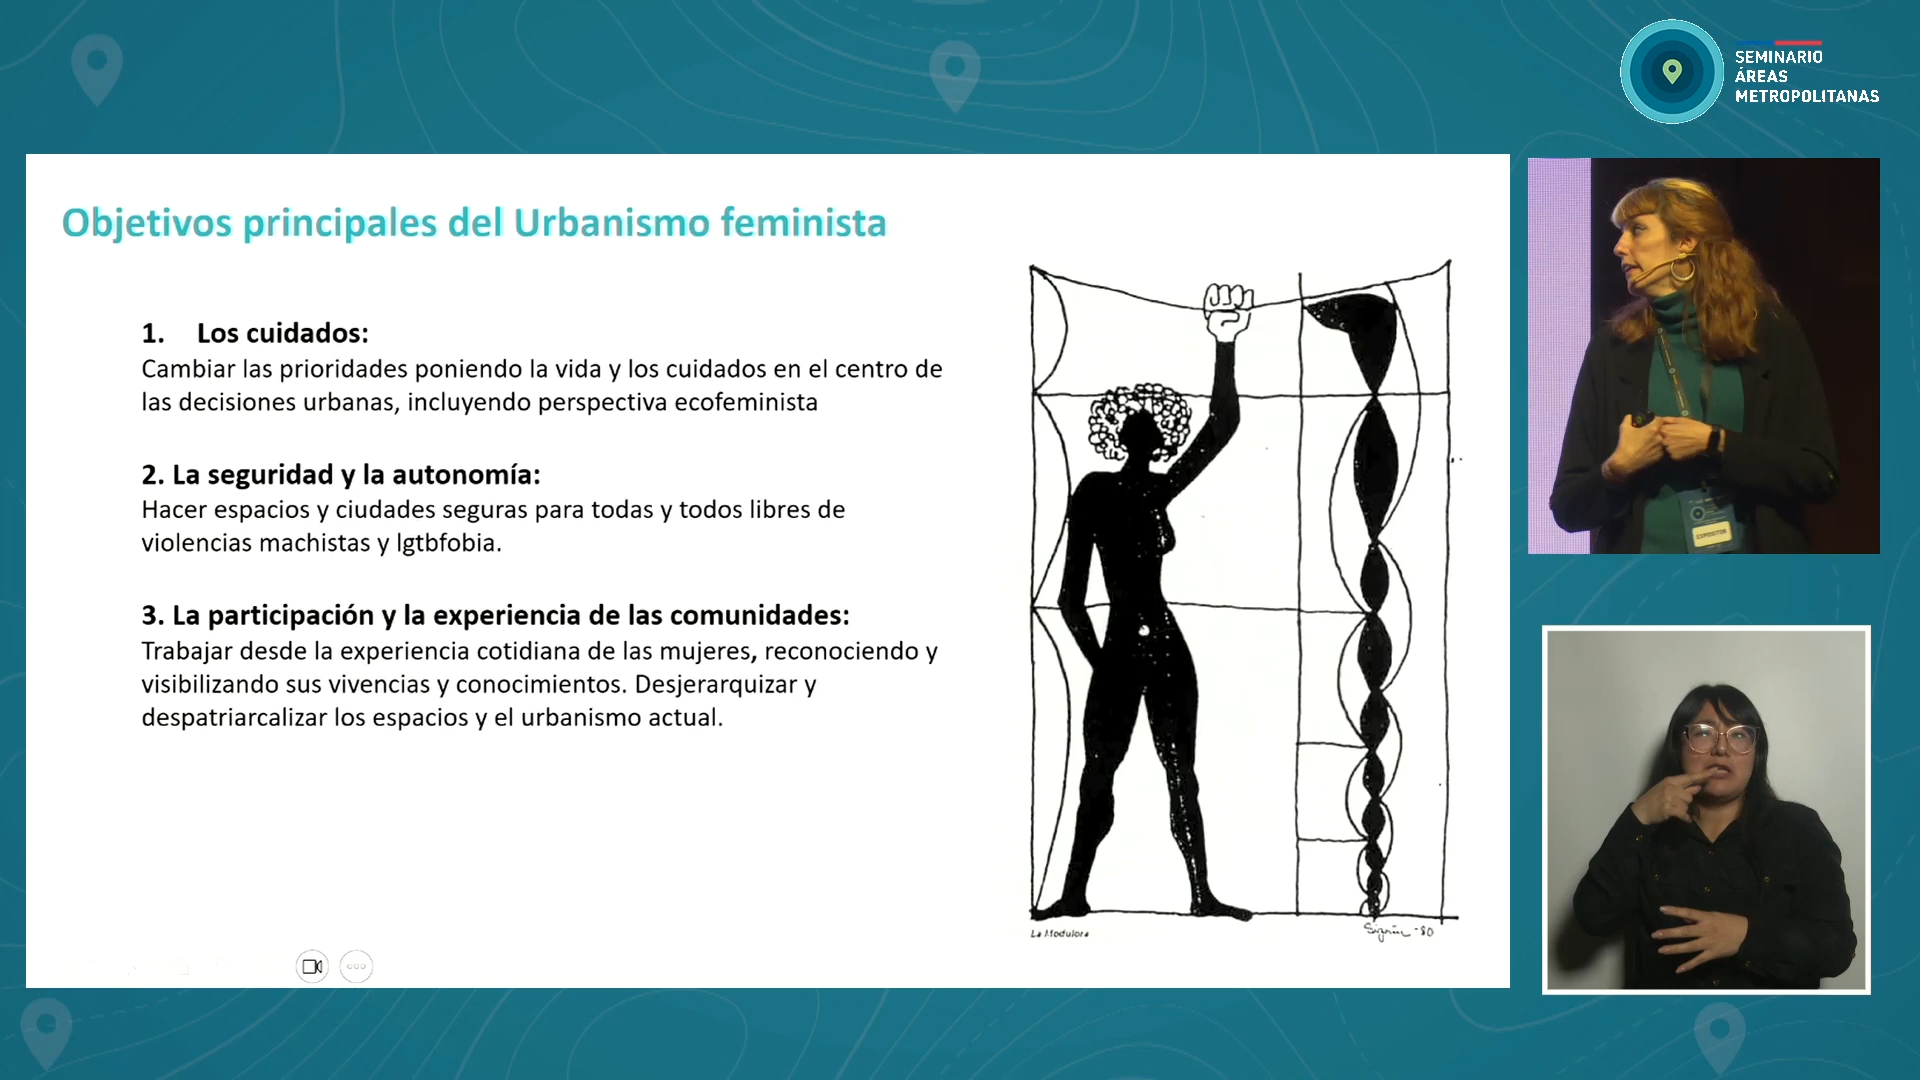 SEMINARIO
ÁREAS
METROPOLITANAS
Objetivos principales del Urbanismo feminista
1. Los cuidados:
Cambiar las prioridades poniendo la vida y los cuidados en el centro de
las decisiones urbanas, incluyendo perspectiva ecofeminista
2. La seguridad y la autonomía:
Hacer espacios y ciudades seguras para todas y todos libres de
violencias machistas y lgtbfobia.
3. La participación y la experiencia de las comunidades:
Trabajar desde la experiencia cotidiana de las mujeres, reconociendo y
visibilizando sus vivencias y conocimientos. Desjerarquizar y
despatriarcalizar los espacios y el urbanismo actual.
La Modulora
-80
EXPOSITOR